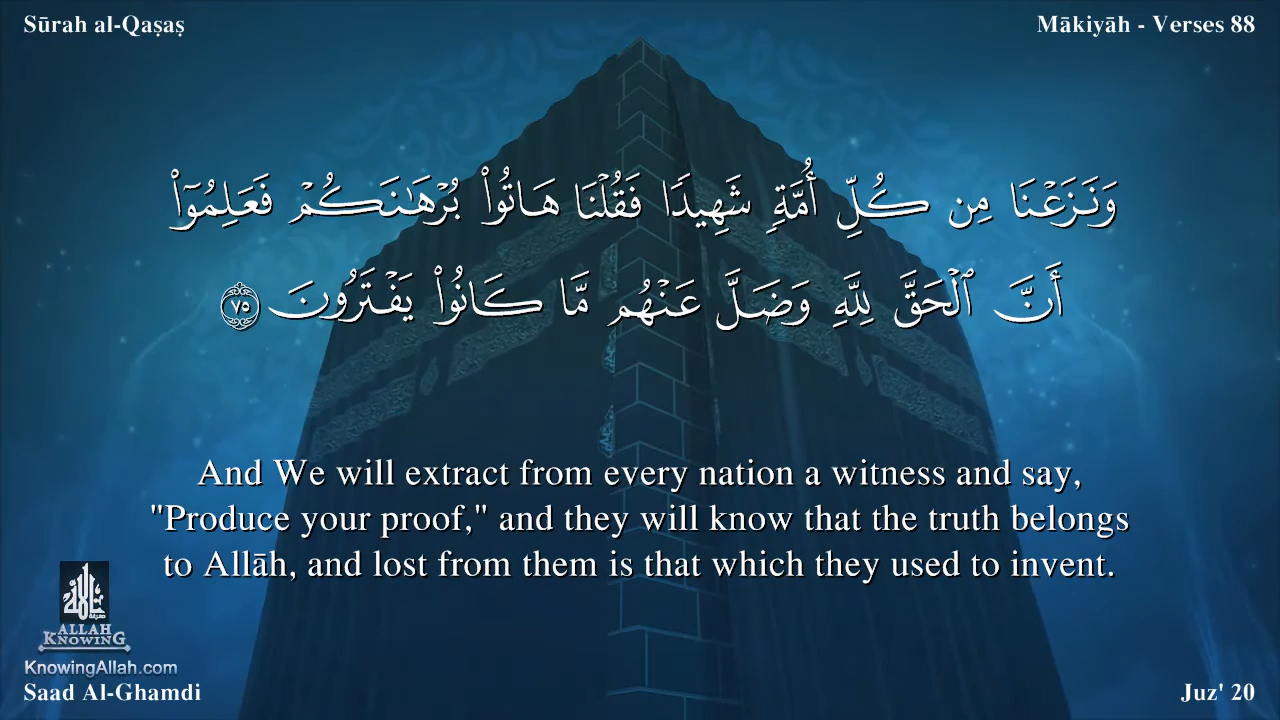 Sūrah al-Qaṣaṣ
Mākiyāh - Verses 88
وَنَزَعْنَا مِن كُلِّ أُمَّةٍ شَهِيدًا فَقُلْنَا هَاتُوا۟ بُرْهَـٰنَكُمْ فَعَلِمُوٓا۟
أَنَّ ٱلْحَقَّ لِلَّهِ وَضَلَّ عَنْهُم مَّا كَانُوا۟ يَفْتَرُونَ ٧٥
And We will extract from every nation a witness and say,
"Produce your proof," and they will know that the truth belongs
to Allāh, and lost from them is that which they used to invent.
ALLAH
KNOWING
KnowingAllah.com
Saad Al-Ghamdi
Juz' 20